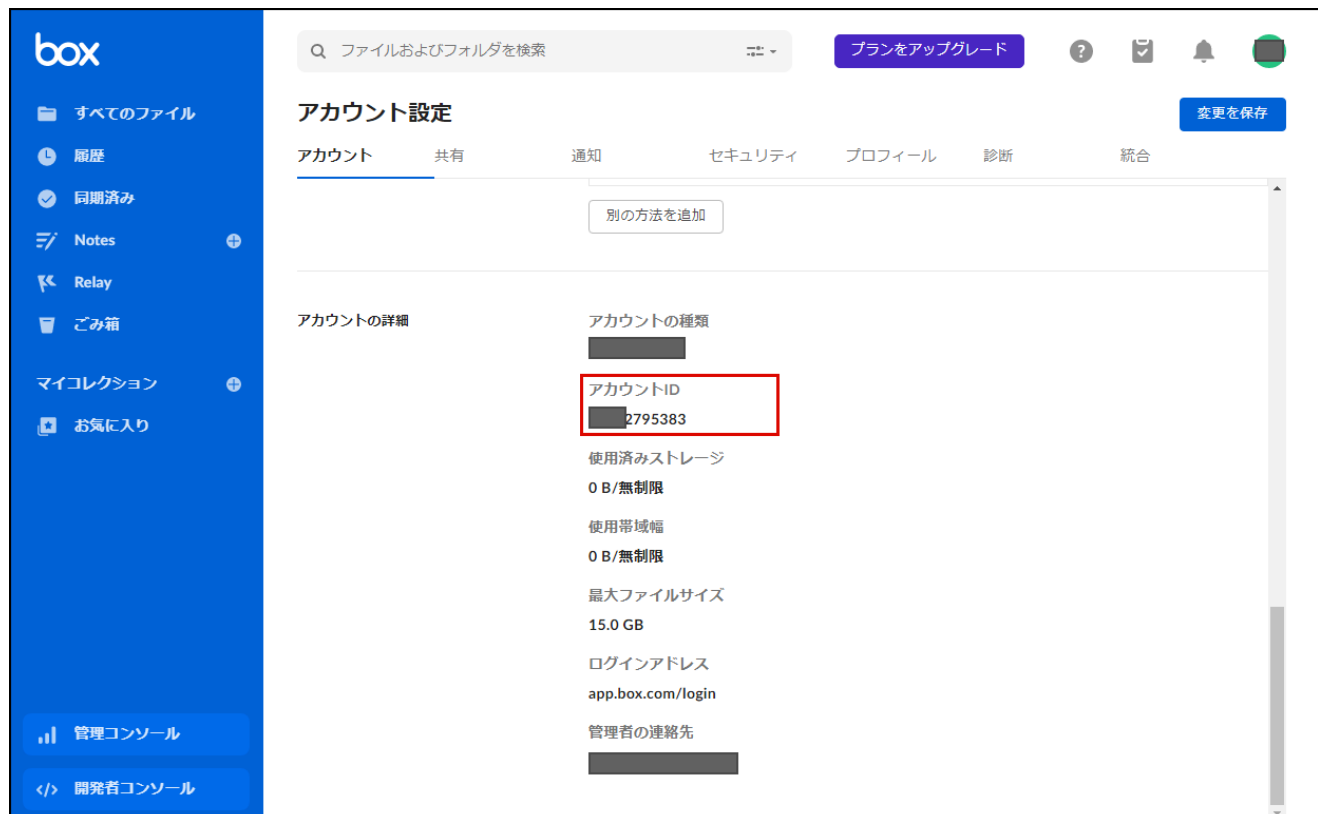 box
ファイルおよびフォルダを検索
プランをアップグレード
すべてのファイル
履歴
同期済み
Notes
Relay
ごみ箱
マイコレクション
お気に入り
管理コンソール
</> 開発者コンソール
アカウント設定
変更を保存
アカウント 共有 通知 セキュリティ プロフィール 診断 統合
別の方法を追加
アカウントの詳細
アカウントの種類
アカウントID
2795383
使用済みストレージ
0 B/無制限
使用帯域幅
0 B/無制限
最大ファイルサイズ
15.0 GB
ログインアドレス
app.box.com/login
管理者の連絡先